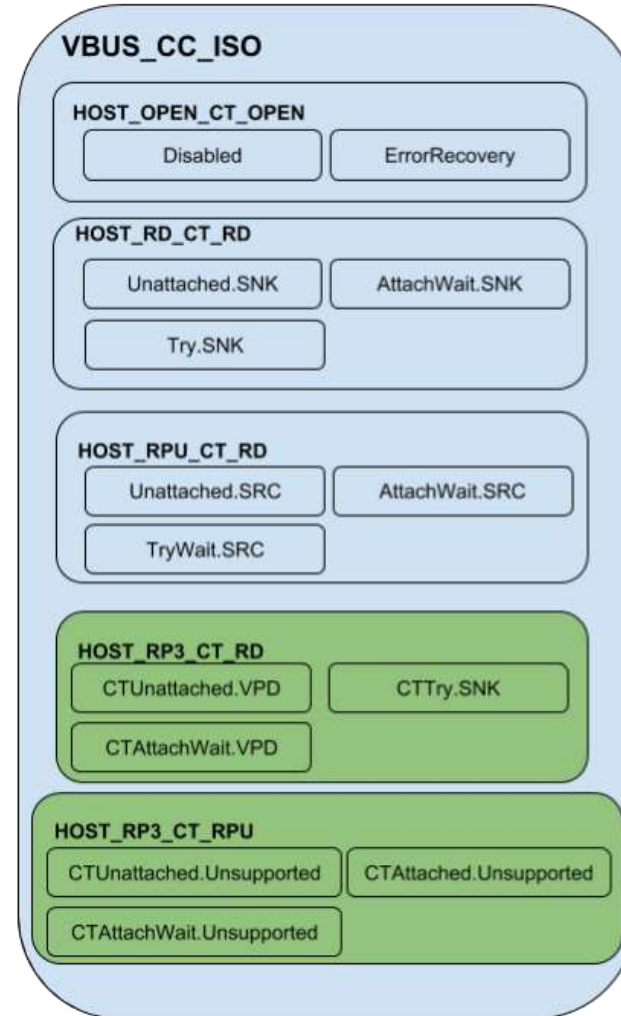 VBUS_CC_ISO
HOST_OPEN_CT_OPEN
Disabled ErrorRecovery
HOST_RD_CT_RD
Unattached.SNK AttachWait.SNK
Try.SNK
HOST_RPU_CT_RD
Unattached.SRC AttachWait.SRC
TryWait.SRC
HOST_RP3_CT_RD
CTUnattached.VPD CTTry.SNK
CTAttachWait.VPD
HOST_RP3_CT_RPU
CTUnattached.Unsupported CTAttached.Unsupported
CTAttachWait.Unsupported